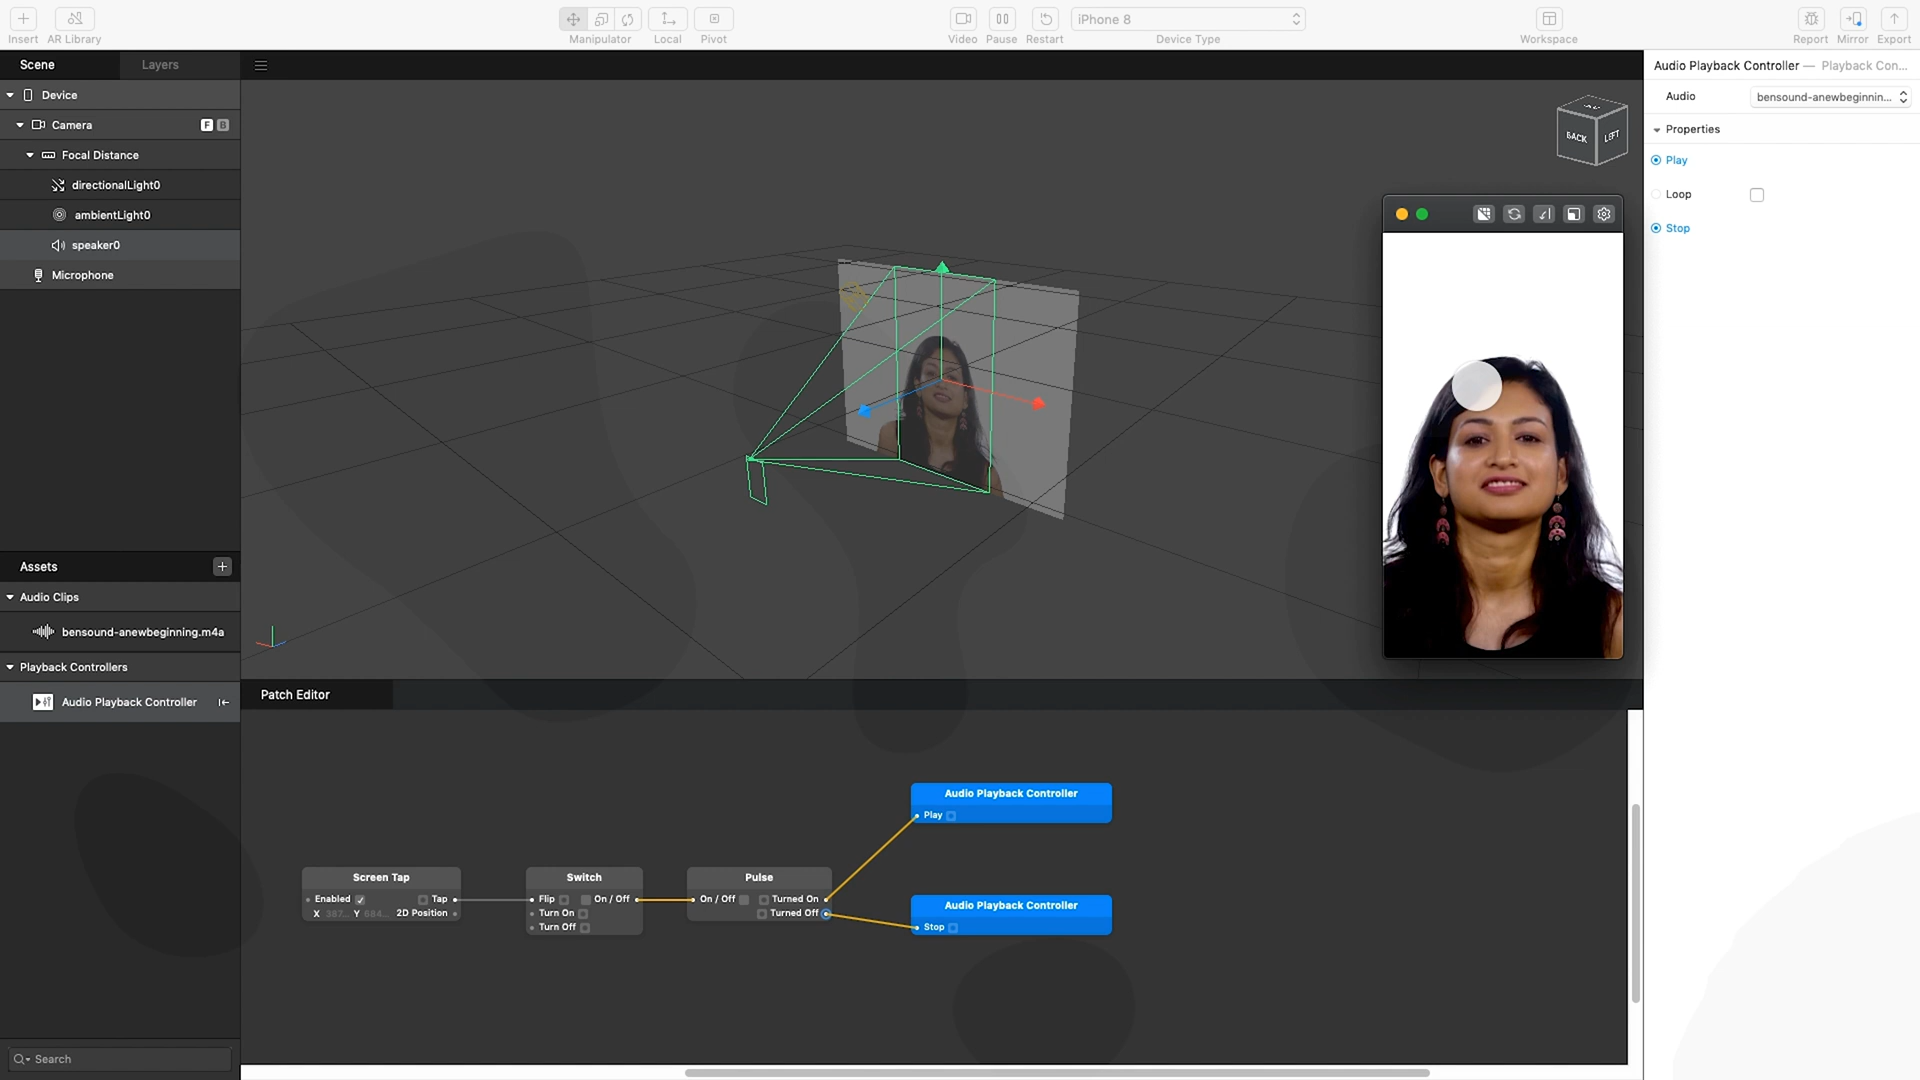 Insert
AR Library
Manipulator
Local
Pivot
Video
Pause
Restart
iPhone 8
Device Type
Workspace
Report
Mirror
Export
Scene
Layers
Device
Camera
F
B
Focal Distance
directionalLight0
ambientLight0
speaker0
Microphone
Assets
Audio Clips
bensound-anewbeginning.m4a
Playback Controllers
Audio Playback Controller
Search
BACK
LEFT
Patch Editor
Screen Tap
Enabled
Tap
X 387... Y 684... 2D Position
Switch
Flip
On / Off
Turn On
Turn Off
Pulse
On / Off
Turned On
Turned Off
Audio Playback Controller
Play
Audio Playback Controller
Stop
Audio Playback Controller — Playback Con...
Audio
bensound-anewbeginnin...
Properties
Play
Loop
Stop